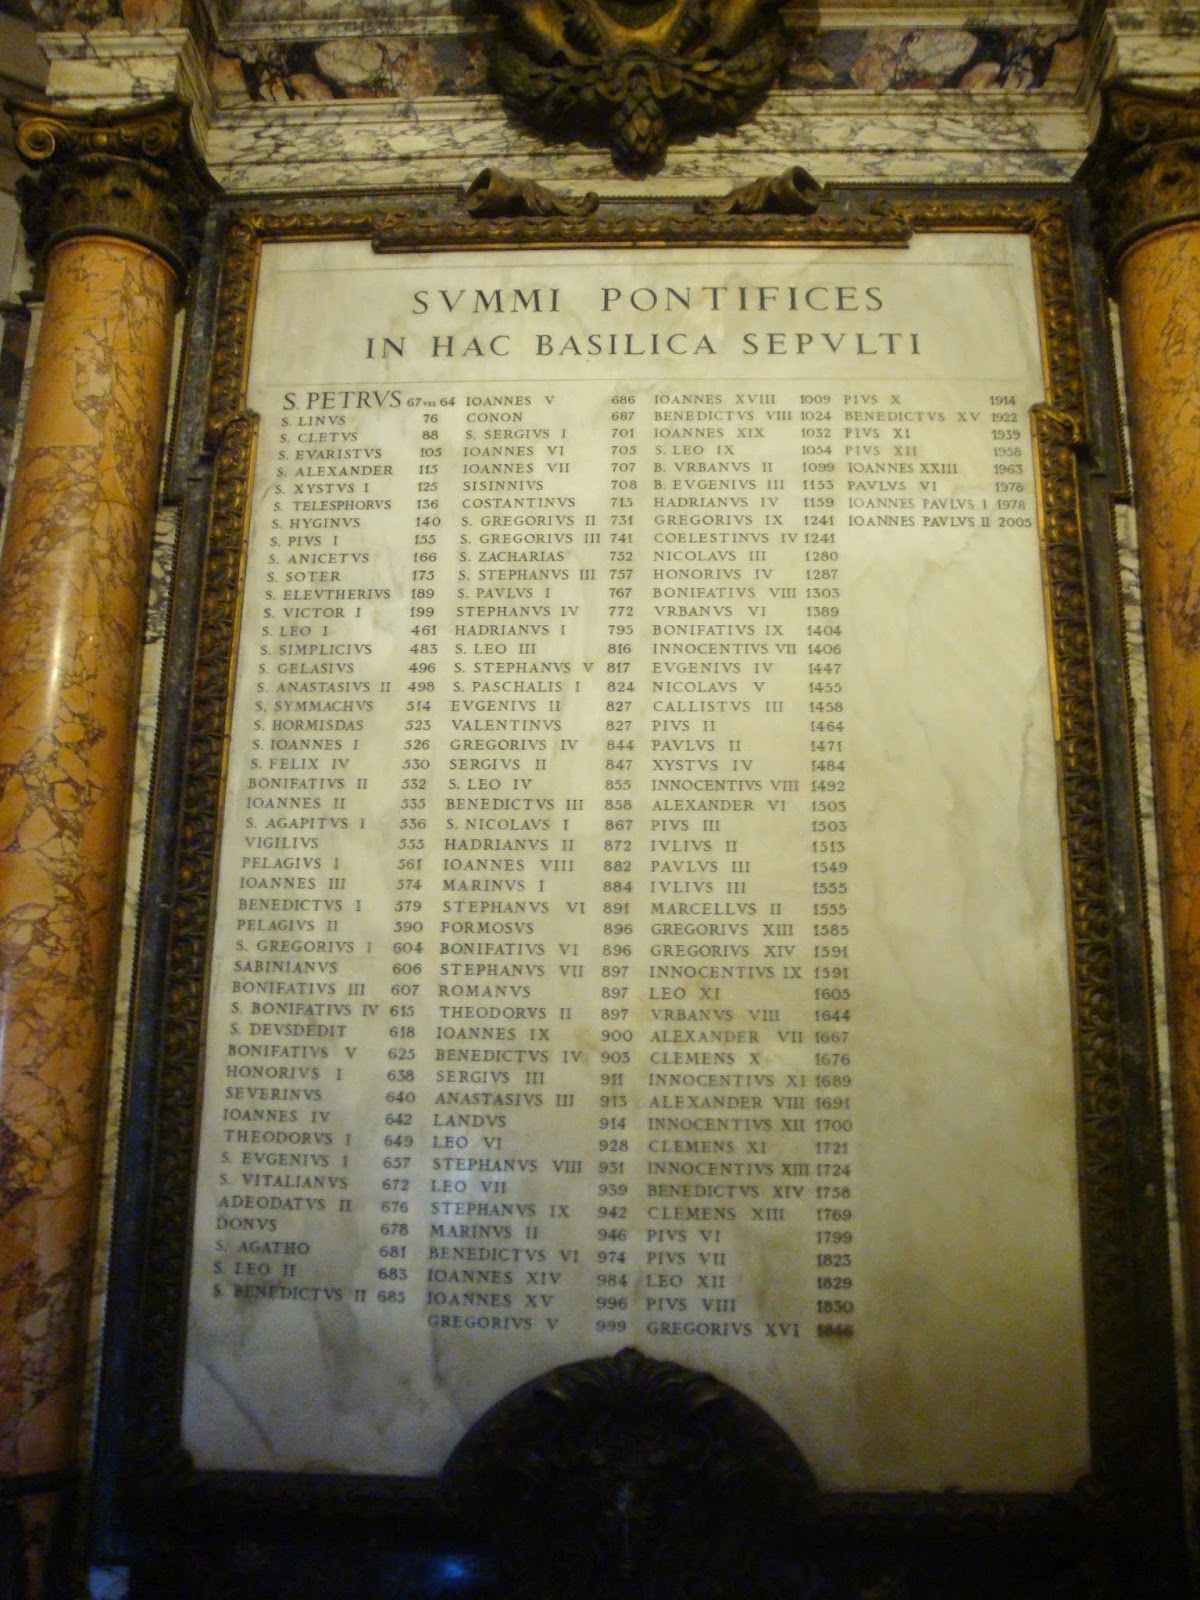 SVMMI PONTIFICES
IN HAC BASILICA SEPVLTI
S. PETRVS 67 VEL 64
S. LINVS 76
S. CLETVS 88
S. EVARISTVS 105
S. ALEXANDER 115
S. XYSTVS I 125
S. TELESPHORVS 136
S. HYGINVS 140
S. PIVS I 155
S. ANICETVS 166
S. SOTER 175
S. ELEVTHERIVS 189
S. VICTOR I 199
S. LEO I 461
S. SIMPLICIVS 483
S. GELASIVS 496
S. ANASTASIVS II 498
S. SYMMACHVS 514
S. HORMISDAS 523
S. IOANNES I 526
S. FELIX IV 530
BONIFATIVS II 532
IOANNES II 535
S. AGAPITVS I 536
VIGILIVS 555
PELAGIVS I 561
IOANNES III 574
BENEDICTVS I 579
PELAGIVS II 590
S. GREGORIVS I 604
SABINIANVS 606
BONIFATIVS III 607
S. BONIFATIVS IV 615
S. DEVSDEDIT 618
BONIFATIVS V 625
HONORIVS I 638
SEVERINVS 640
IOANNES IV 642
THEODORVS I 649
S. EVGENIVS I 657
S. VITALIANVS 672
ADEODATVS II 676
DONVS 678
S. AGATHO 681
S. LEO II 683
S. BENEDICTVS II 685
IOANNES V 686
CONON 687
S. SERGIVS I 701
IOANNES VI 705
IOANNES VII 707
SISINNIVS 708
COSTANTINVS 715
S. GREGORIVS II 731
S. GREGORIVS III 741
S. ZACHARIAS 752
S. STEPHANVS III 757
S. PAVLVS I 767
STEPHANVS IV 772
HADRIANVS I 795
S. LEO III 816
S. STEPHANVS V 817
S. PASCHALIS I 824
EVGENIVS II 827
VALENTINVS 827
GREGORIVS IV 844
SERGIVS II 847
S. LEO IV 855
BENEDICTVS III 858
S. NICOLAVS I 867
HADRIANVS II 872
IOANNES VIII 882
MARINVS I 884
STEPHANVS VI 891
FORMOSVS 896
BONIFATIVS VI 896
STEPHANVS VII 897
ROMANVS 897
THEODORVS II 897
IOANNES IX 900
BENEDICTVS IV 903
SERGIVS III 911
ANASTASIVS III 913
LANDVS 914
LEO VI 928
STEPHANVS VIII 931
LEO VII 939
STEPHANVS IX 942
MARINVS II 946
BENEDICTVS VI 974
IOANNES XIV 984
IOANNES XV 996
GREGORIVS V 999
IOANNES XVIII 1009
BENEDICTVS VIII 1024
IOANNES XIX 1032
S. LEO IX 1054
B. VRBANVS II 1099
B. EVGENIVS III 1153
HADRIANVS IV 1159
GREGORIVS IX 1241
COELESTINVS IV 1241
NICOLAVS III 1280
HONORIVS IV 1287
BONIFATIVS VIII 1303
VRBANVS VI 1389
BONIFATIVS IX 1404
INNOCENTIVS VII 1406
EVGENIVS IV 1447
NICOLAVS V 1455
CALLISTVS III 1458
PIVS II 1464
PAVLVS II 1471
XYSTVS IV 1484
INNOCENTIVS VIII 1492
ALEXANDER VI 1503
PIVS III 1503
IVLIVS II 1513
PAVLVS III 1549
IVLIVS III 1555
MARCELLVS II 1555
GREGORIVS XIII 1585
GREGORIVS XIV 1591
INNOCENTIVS IX 1591
LEO XI 1605
VRBANVS VIII 1644
ALEXANDER VII 1667
CLEMENS X 1676
INNOCENTIVS XI 1689
ALEXANDER VIII 1691
INNOCENTIVS XII 1700
CLEMENS XI 1721
INNOCENTIVS XIII 1724
BENEDICTVS XIV 1758
CLEMENS XIII 1769
PIVS VI 1799
PIVS VII 1823
LEO XII 1829
PIVS VIII 1830
GREGORIVS XVI 1846
PIVS X 1914
BENEDICTVS XV 1922
PIVS XI 1939
PIVS XII 1958
IOANNES XXIII 1963
PAVLVS VI 1978
IOANNES PAVLVS I 1978
IOANNES PAVLVS II 2005